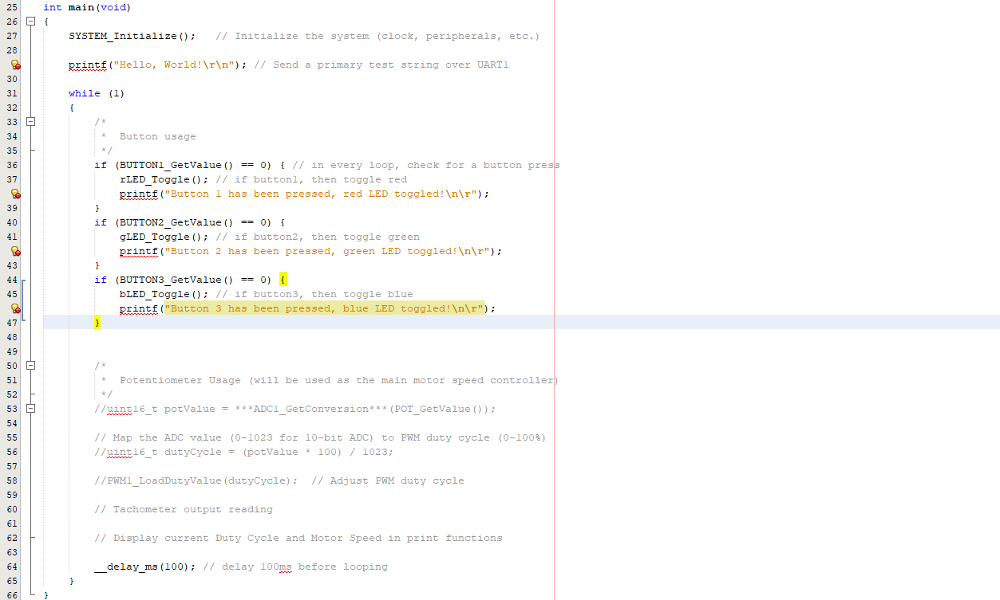 25 int main(void)
26 {
27 SYSTEM_Initialize(); // Initialize the system (clock, peripherals, etc.)
28
printf("Hello, World!\r\n"); // Send a primary test string over UART1
30
31 while (1)
32 {
33 /*
34 * Button usage
35 */
36 if (BUTTON1_GetValue() == 0) { // in every loop, check for a button press
37 rLED_Toggle(); // if button1, then toggle red
printf("Button 1 has been pressed, red LED toggled!\n\r");
39 }
40 if (BUTTON2_GetValue() == 0) {
41 gLED_Toggle(); // if button2, then toggle green
printf("Button 2 has been pressed, green LED toggled!\n\r");
43 }
44 if (BUTTON3_GetValue() == 0) {
45 bLED_Toggle(); // if button3, then toggle blue
printf("Button 3 has been pressed, blue LED toggled!\n\r");
47 }
48
49
50 /*
51 * Potentiometer Usage (will be used as the main motor speed controller)
52 */
53 //uint16_t potValue = ***ADC1_GetConversion***(POT_GetValue());
54
55 // Map the ADC value (0-1023 for 10-bit ADC) to PWM duty cycle (0-100%)
56 //uint16_t dutyCycle = (potValue * 100) / 1023;
57
58 //PWM1_LoadDutyValue(dutyCycle); // Adjust PWM duty cycle
59
60 // Tachometer output reading
61
62 // Display current Duty Cycle and Motor Speed in print functions
63
64 __delay_ms(100); // delay 100ms before looping
65 }
66 }